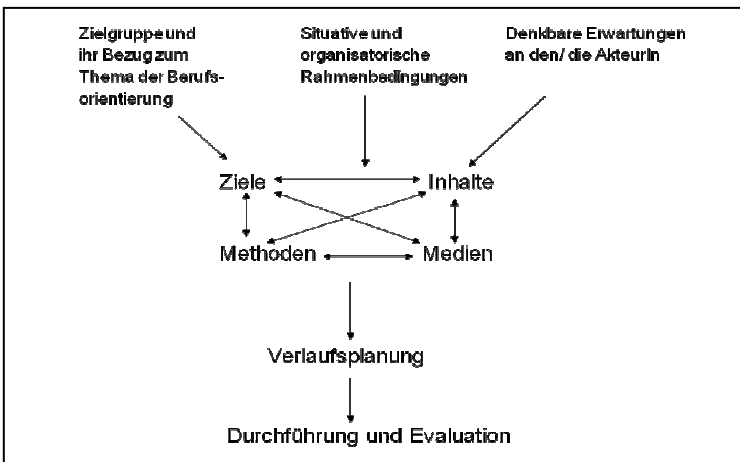 Zielgruppe und
ihr Bezug zum
Thema der Berufs-
orientierung
Situative und
organisatorische
Rahmenbedingungen
Denkbare Erwartungen
an den/ die AkteurIn
Ziele
Inhalte
Methoden
Medien
Verlaufsplanung
Durchführung und Evaluation